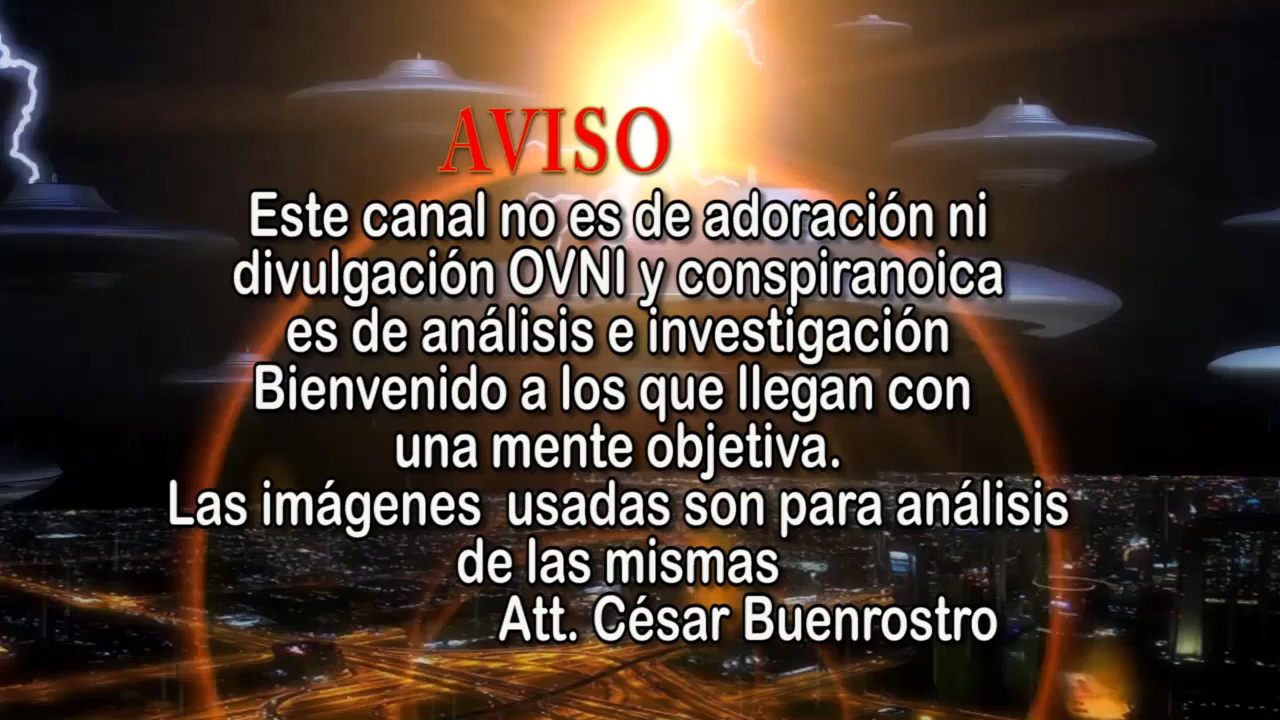 AVISO
Este canal no es de adoración ni
divulgación OVNI y conspiranoica
es de análisis e investigación
Bienvenido a los que llegan con
una mente objetiva.
Las imágenes  usadas son para análisis
de las mismas
Att. César Buenrostro